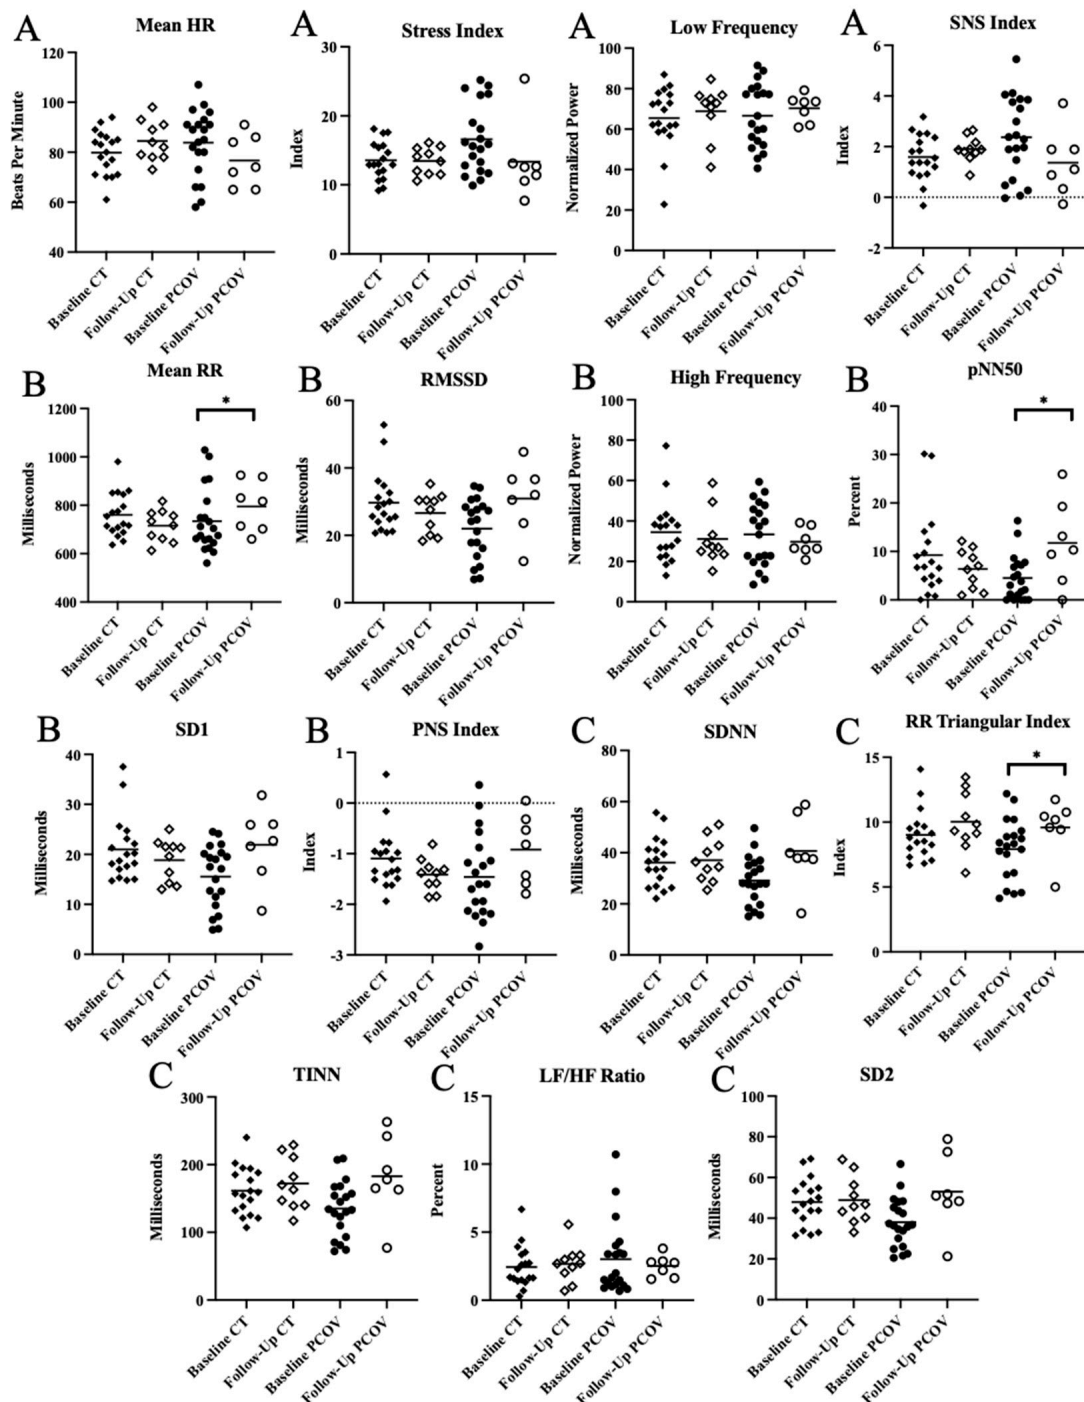 A
Mean HR
Beats Per Minute
120
100
80
60
40
Baseline CT
Follow-Up CT
Baseline PCOV
Follow-Up PCOV
A
Stress Index
Index
30
20
10
0
Baseline CT
Follow-Up CT
Baseline PCOV
Follow-Up PCOV
A
Low Frequency
Normalized Power
100
80
60
40
20
0
Baseline CT
Follow-Up CT
Baseline PCOV
Follow-Up PCOV
A
SNS Index
Index
6
4
2
0
-2
Baseline CT
Follow-Up CT
Baseline PCOV
Follow-Up PCOV
B
Mean RR
Milliseconds
1200
1000
800
600
400
*
Baseline CT
Follow-Up CT
Baseline PCOV
Follow-Up PCOV
B
RMSSD
Milliseconds
60
40
20
0
Baseline CT
Follow-Up CT
Baseline PCOV
Follow-Up PCOV
B
High Frequency
Normalized Power
100
80
60
40
20
0
Baseline CT
Follow-Up CT
Baseline PCOV
Follow-Up PCOV
B
pNN50
Percent
40
30
20
10
0
*
Baseline CT
Follow-Up CT
Baseline PCOV
Follow-Up PCOV
B
SD1
Milliseconds
40
30
20
10
0
Baseline CT
Follow-Up CT
Baseline PCOV
Follow-Up PCOV
B
PNS Index
Index
1
0
-1
-2
-3
Baseline CT
Follow-Up CT
Baseline PCOV
Follow-Up PCOV
C
SDNN
Milliseconds
80
60
40
20
0
Baseline CT
Follow-Up CT
Baseline PCOV
Follow-Up PCOV
C
RR Triangular Index
Index
15
10
5
0
*
Baseline CT
Follow-Up CT
Baseline PCOV
Follow-Up PCOV
C
TINN
Milliseconds
300
200
100
0
Baseline CT
Follow-Up CT
Baseline PCOV
Follow-Up PCOV
C
LF/HF Ratio
Percent
15
10
5
0
Baseline CT
Follow-Up CT
Baseline PCOV
Follow-Up PCOV
C
SD2
Milliseconds
100
80
60
40
20
0
Baseline CT
Follow-Up CT
Baseline PCOV
Follow-Up PCOV